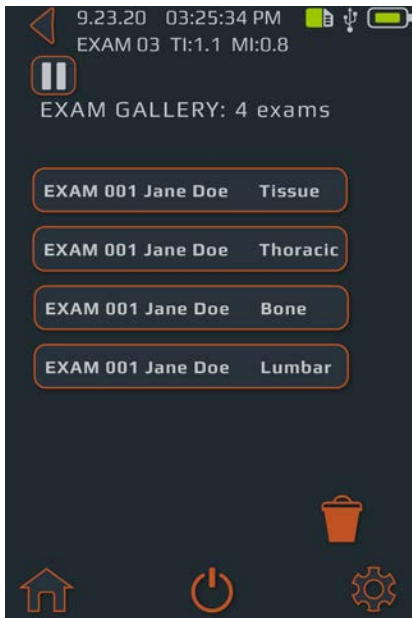 9.23.20 03:25:34 PM
EXAM 03 TI:1.1 MI:0.8
EXAM GALLERY: 4 exams
EXAM 001 Jane Doe Tissue
EXAM 001 Jane Doe Thoracic
EXAM 001 Jane Doe Bone
EXAM 001 Jane Doe Lumbar